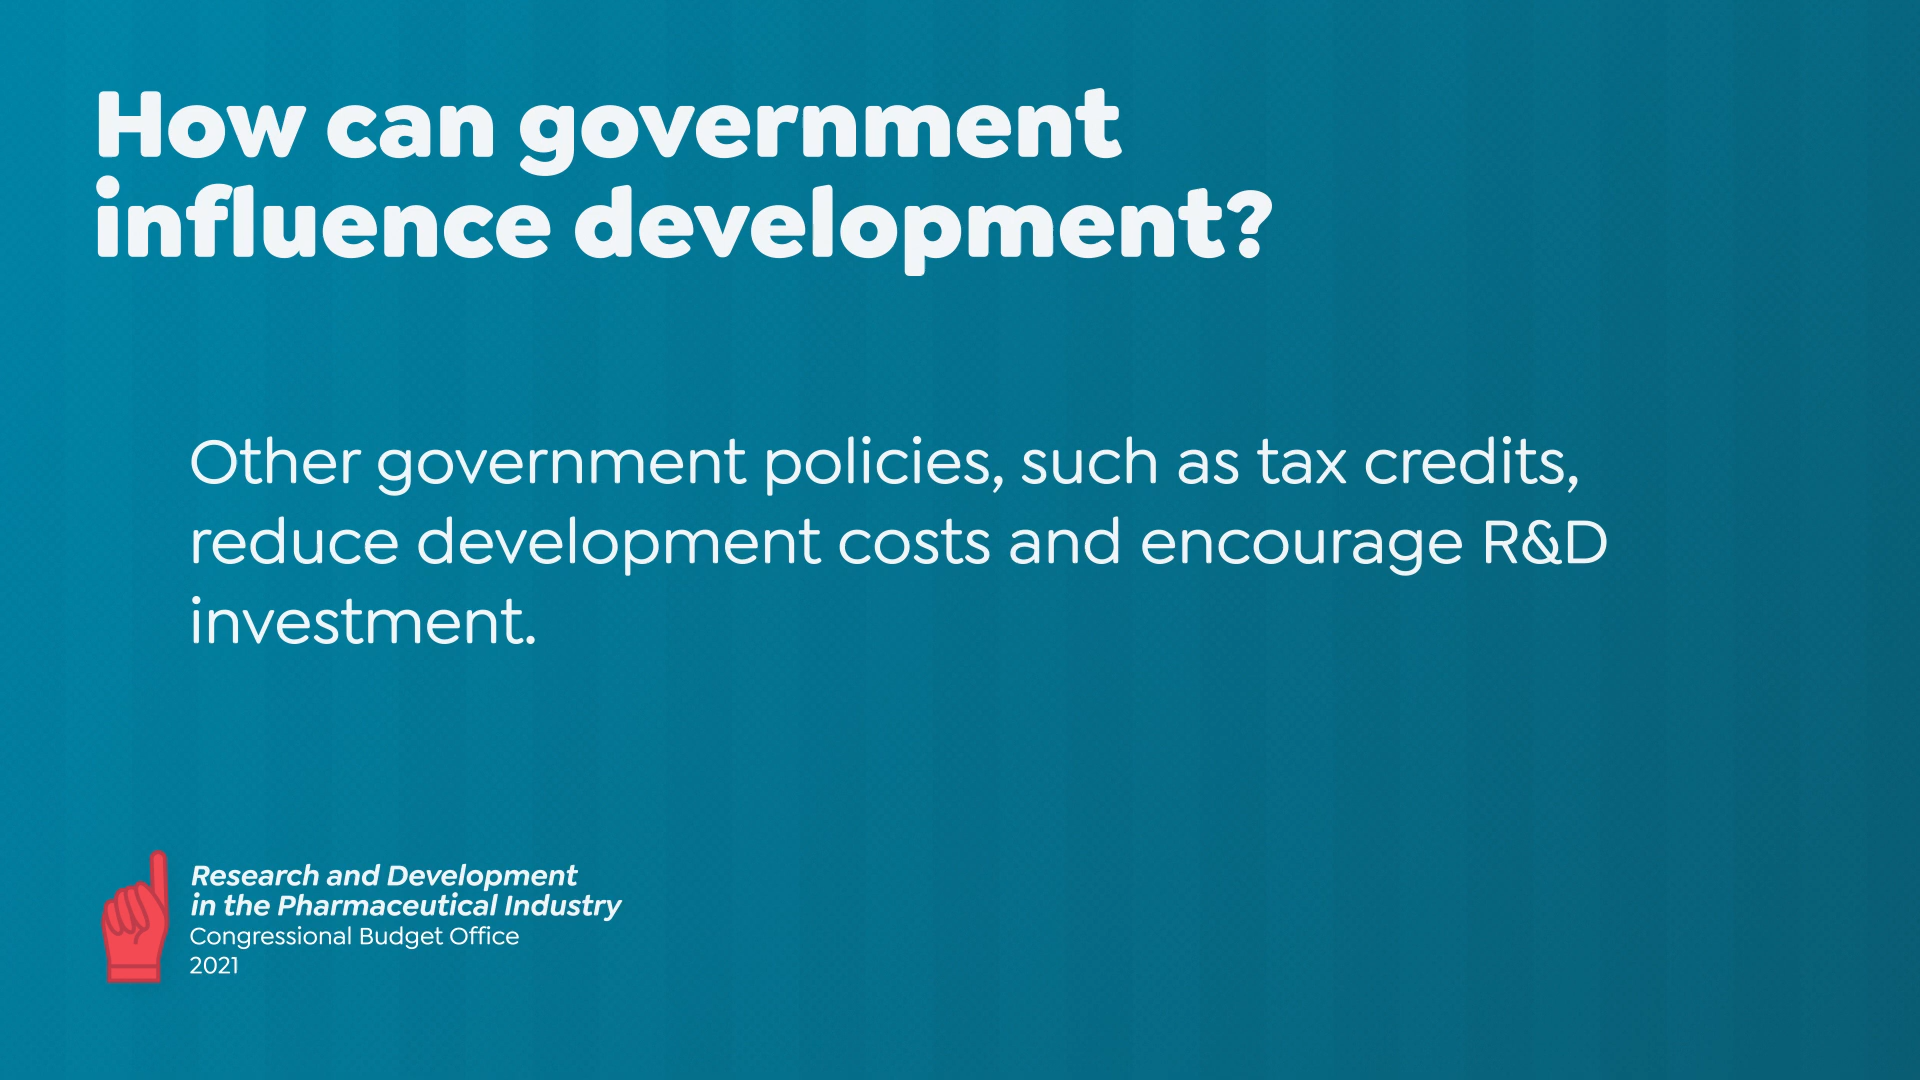 How can government
influence development?
Other government policies, such as tax credits,
reduce development costs and encourage R&D
investment.
Research and Development
in the Pharmaceutical Industry
Congressional Budget Office
2021